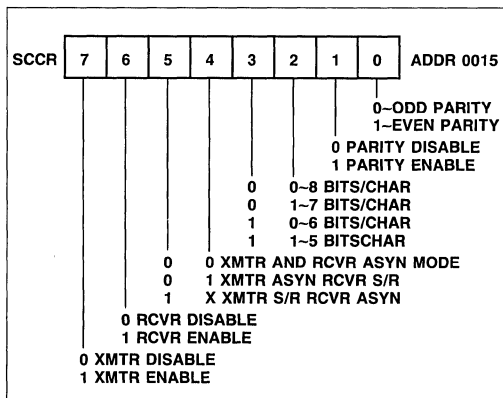 SCCR 7 6 5 4 3 2 1 0 ADDR 0015
0~ODD PARITY
1~EVEN PARITY
0 PARITY DISABLE
1 PARITY ENABLE
0 0~8 BITS/CHAR
0 1~7 BITS/CHAR
1 0~6 BITS/CHAR
1 1~5 BITSCHAR
0 0 XMTR AND RCVR ASYN MODE
0 1 XMTR ASYN RCVR S/R
1 X XMTR S/R RCVR ASYN
0 RCVR DISABLE
1 RCVR ENABLE
0 XMTR DISABLE
1 XMTR ENABLE